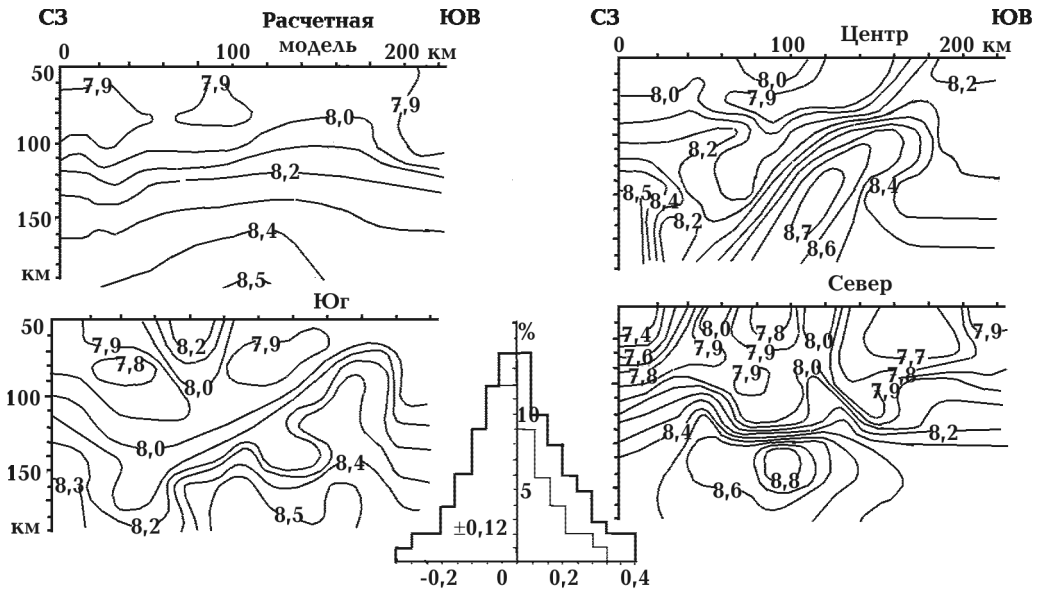 СЗ Расчетная ЮВ
модель
0 100 200 км
50
100
150
км
7,9 7,9 7,9
8,0
8,2
8,4
8,5
СЗ ЮВ
Центр
0 100 200 км
8,0 8,2
8,0 7,9
8,2
8,5 8,4 8,4
8,2
8,7
8,6
Юг
50
100
150
км
7,9 8,2 7,9
7,8
8,0
8,0
8,4
8,3
8,2 8,5
%
10
5
±0,12
-0,2 0 0,2 0,4
Север
7,4 8,0 7,8 8,0 7,9
7,6 7,9 7,9 7,7
7,8 7,9 8,0 7,8
7,9
8,4 8,2
8,6 8,8